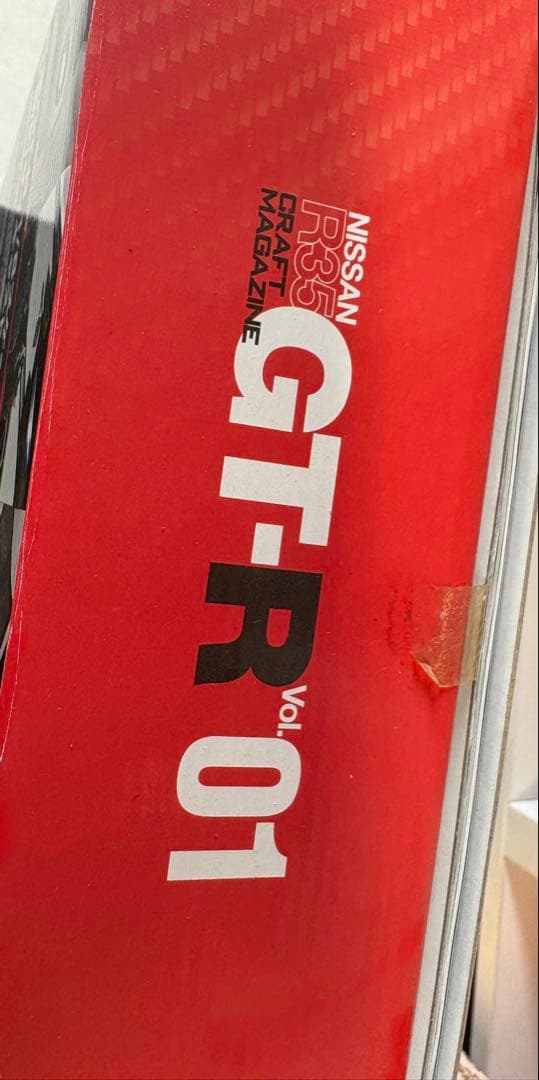 NISSAN
R35
CRAFT
MAGAZINE
GT-R Vol. 01